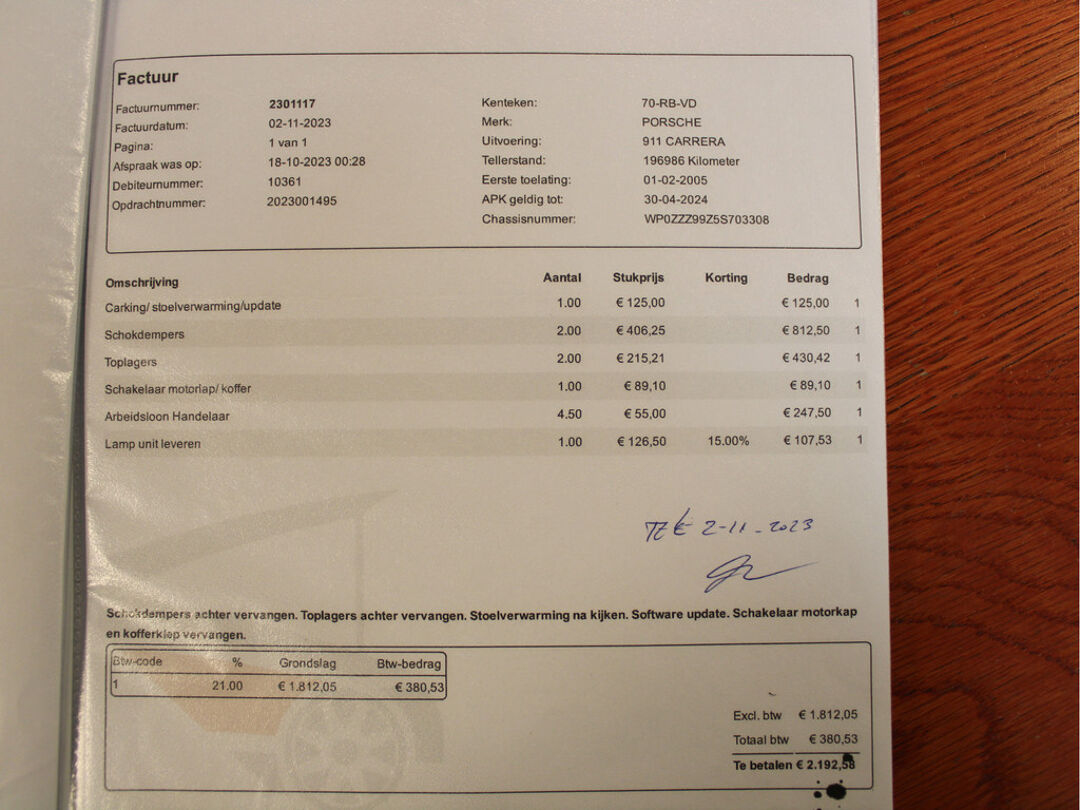 Factuur
Factuurnummer: 2301117 Kenteken: 70-RB-VD
Factuurdatum: 02-11-2023 Merk: PORSCHE
Pagina: 1 van 1 Uitvoering: 911 CARRERA
Afspraak was op: 18-10-2023 00:28 Tellerstand: 196986 Kilometer
Debiteurnummer: 10361 Eerste toelating: 01-02-2005
Opdrachtnummer: 2023001495 APK geldig tot: 30-04-2024
Chassisnummer: WP0ZZZ99Z5S703308
Omschrijving Aantal Stukprijs Korting Bedrag
Carking/ stoelverwarming/update 1.00 € 125,00 € 125,00 1
Schokdempers 2.00 € 406,25 € 812,50 1
Toplagers 2.00 € 215,21 € 430,42 1
Schakelaar motorlap/ koffer 1.00 € 89,10 € 89,10 1
Arbeidsloon Handelaar 4.50 € 55,00 € 247,50 1
Lamp unit leveren 1.00 € 126,50 15.00% € 107,53 1
2-11-2023
Schokdempers achter vervangen. Toplagers achter vervangen. Stoelverwarming na kijken. Software update. Schakelaar motorkap
en kofferklep vervangen.
Btw-code % Grondslag Btw-bedrag
1 21.00 € 1.812,05 € 380,53
Excl. btw € 1.812,05
Totaal btw € 380,53
Te betalen € 2.192,58